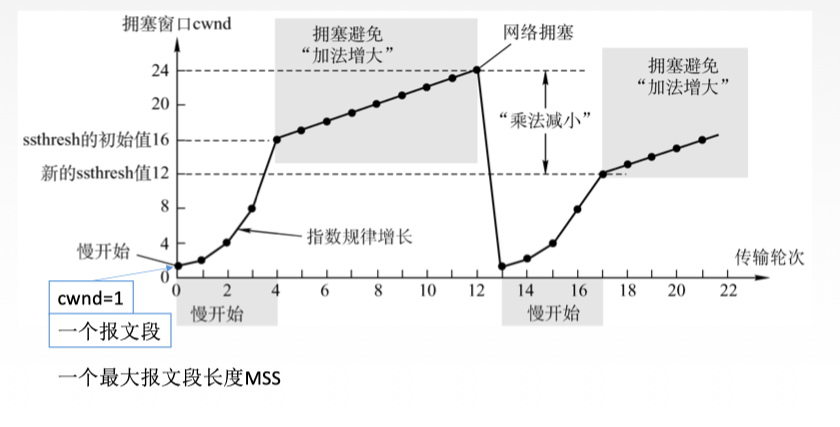 拥塞窗口cwnd
拥塞避免
“加法增大”
网络拥塞
拥塞避免
“加法增大”
24
20
“乘法减小”
ssthresh的初始值16
新的ssthresh值12
8
指数规律增长
慢开始
4
传输轮次
0
0 2 4 6 8 10 12 14 16 18 20 22
cwnd=1
慢开始
慢开始
一个报文段
一个最大报文段长度MSS